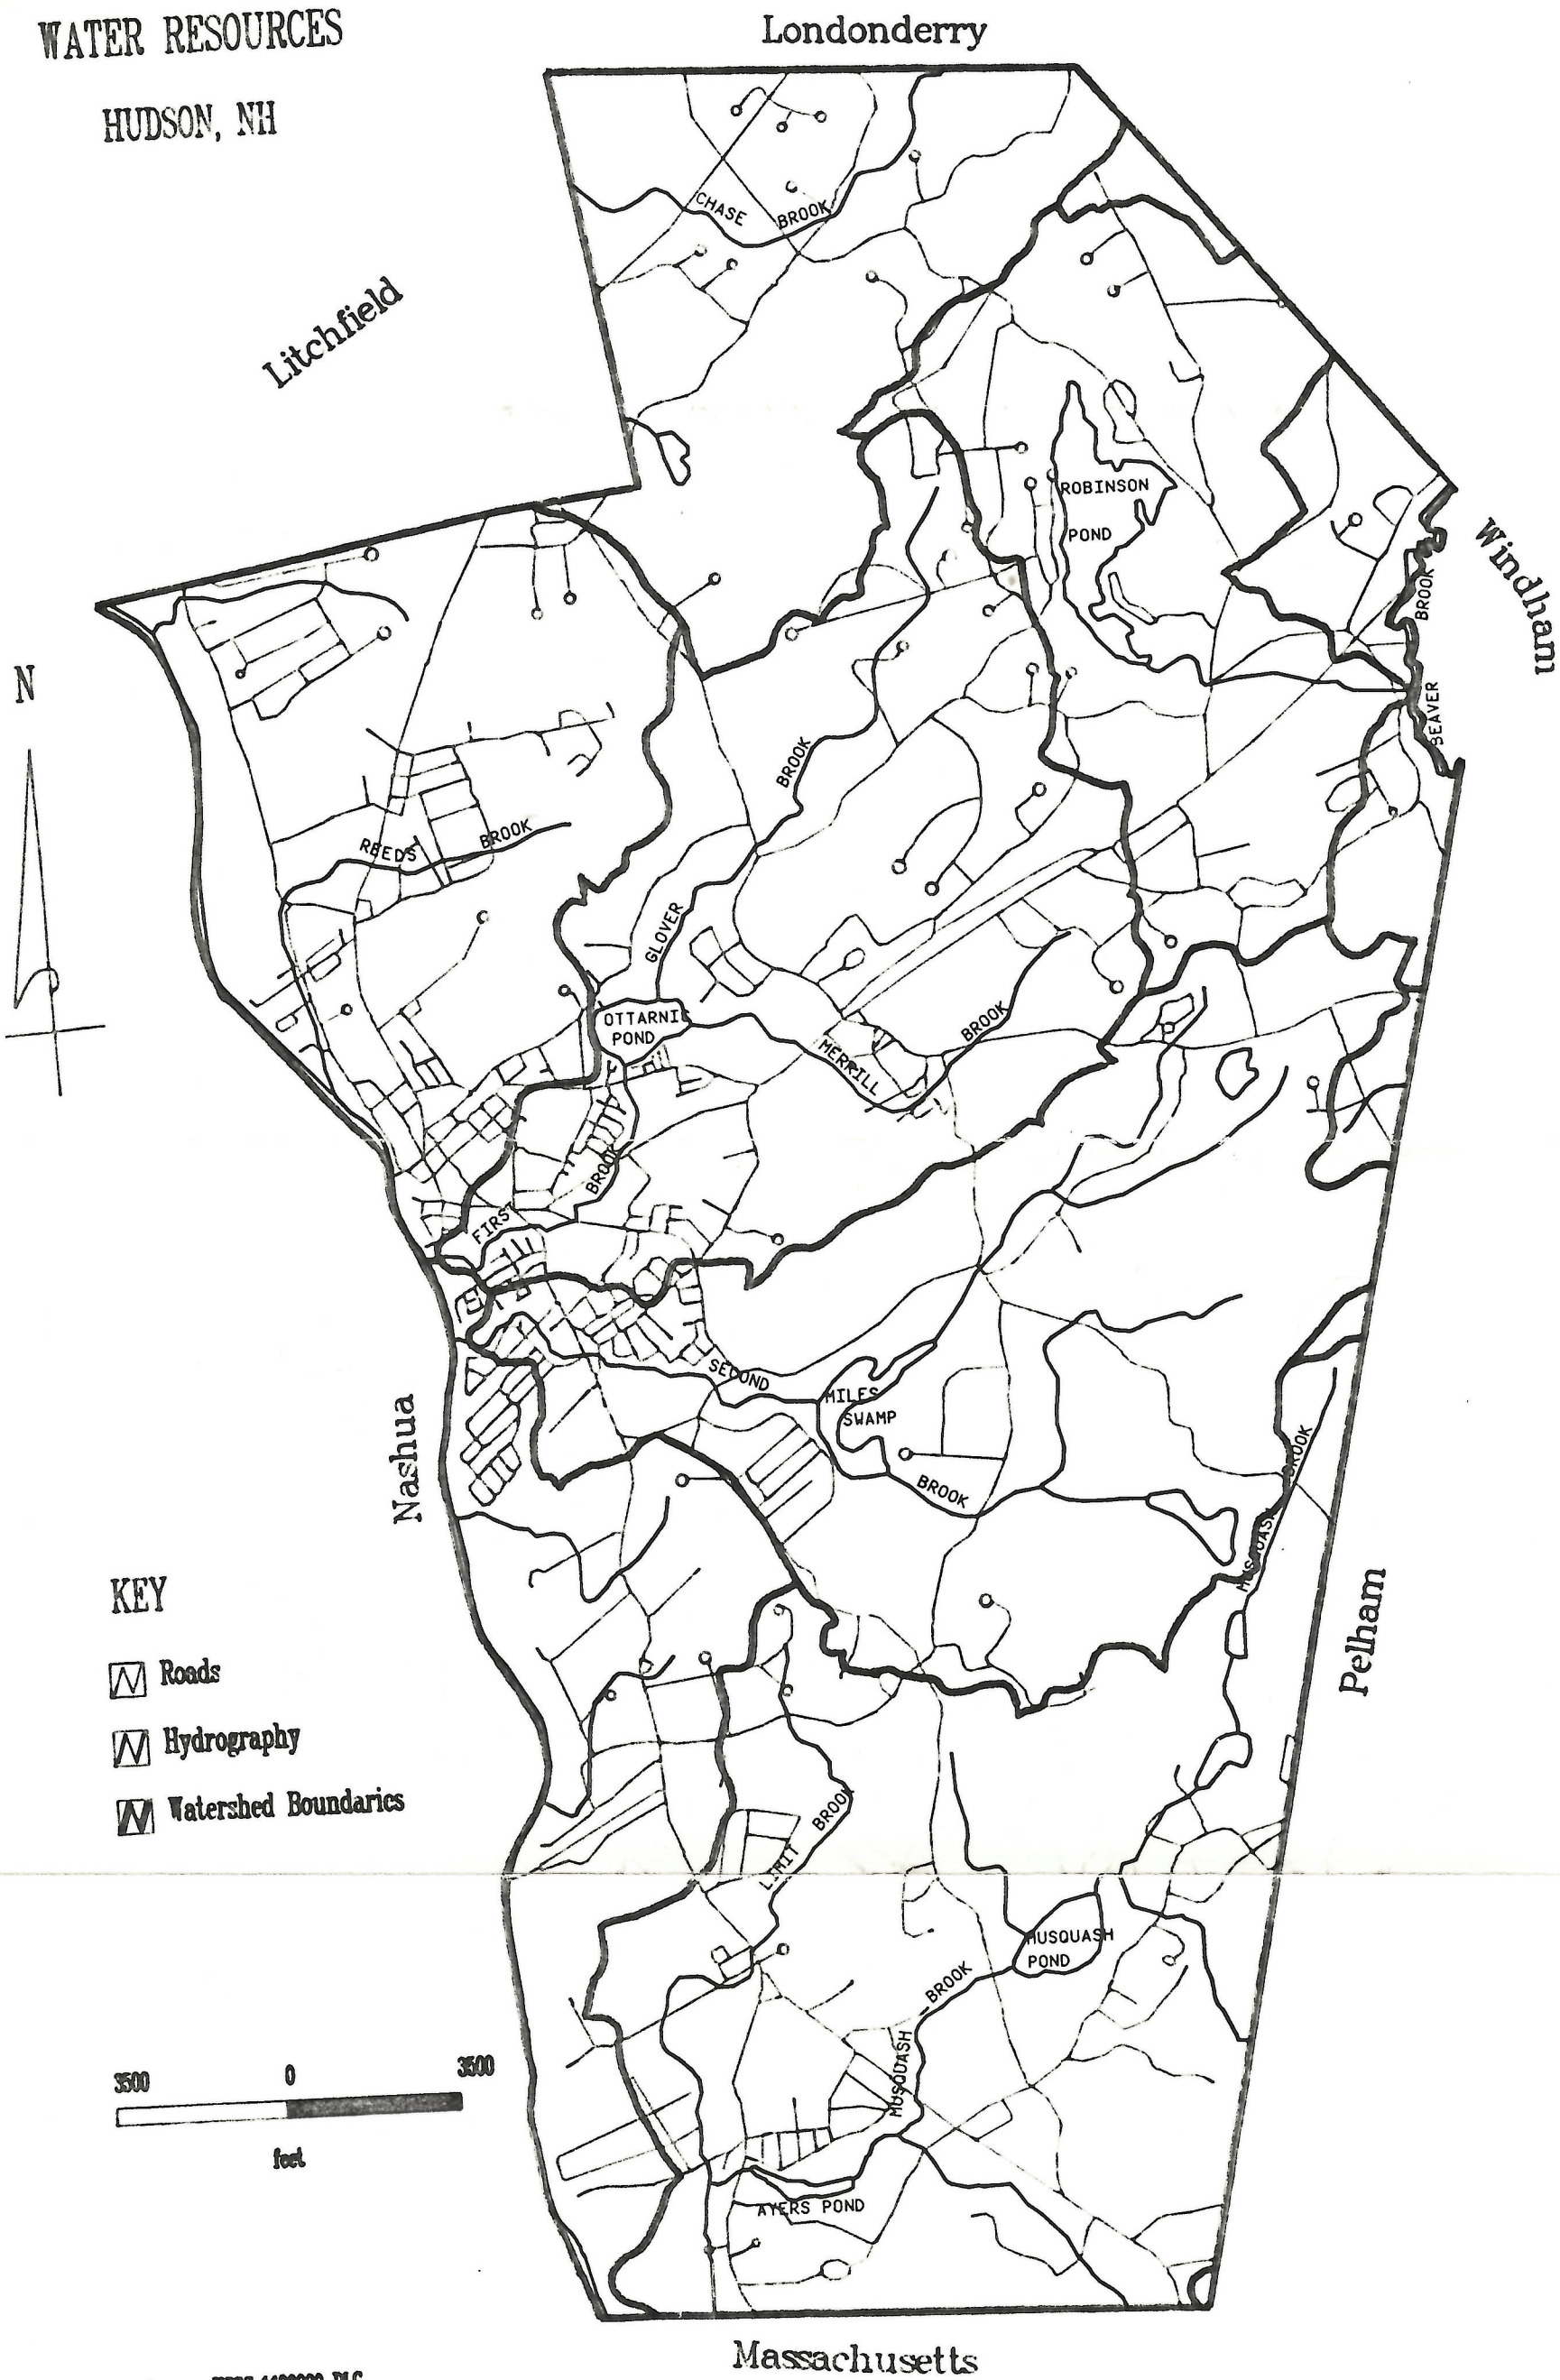 WATER RESOURCES
HUDSON, NH
Londonderry
Litchfield
CHASE BROOK
ROBINSON
POND
Windham
BROOK
BEAVER
N
BROOK
REEDS BROOK
GLOVER
OTTARNIC
POND
MERRILL BROOK
BROOK
FIRST
SECOND
MILES
SWAMP
BROOK
Nashua
BROOK
MUSQUASH
Pelham
KEY
Roads
Hydrography
Watershed Boundaries
BROOK
LIMIT
MUSQUASH
POND
BROOK
MUSQUASH
3500 0 3500
feet
AYERS POND
Massachusetts